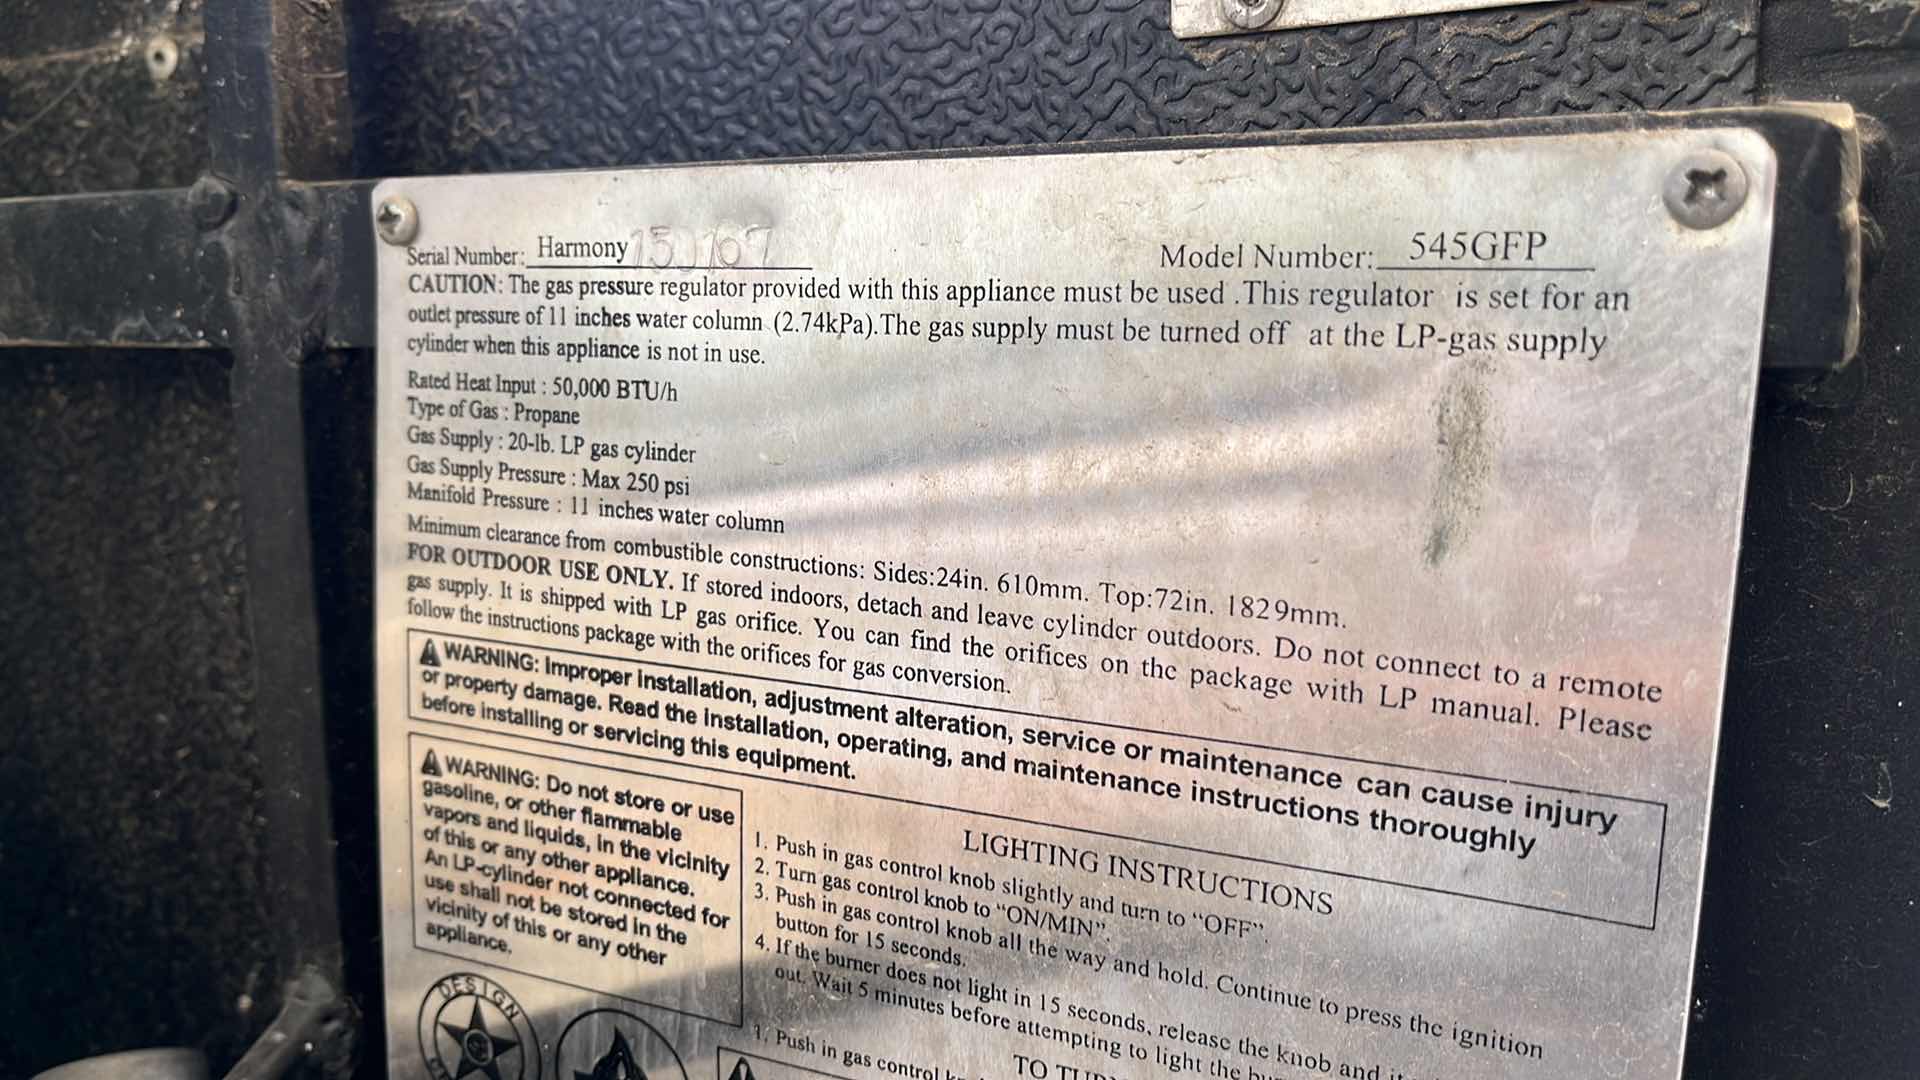 Serial Number: Harmony
Model Number: 545GFP
CAUTION: The gas pressure regulator provided with this appliance must be used .This regulator is set for an
outlet pressure of 11 inches water column (2.74kPa).The gas supply must be turned off at the LP-gas supply
cylinder when this appliance is not in use.
Rated Heat Input : 50,000 BTU/h
Type of Gas : Propane
Gas Supply : 20-lb. LP gas cylinder
Gas Supply Pressure : Max 250 psi
Manifold Pressure : 11 inches water column
Minimum clearance from combustible constructions: Sides:24in. 610mm. Top:72in. 1829mm.
FOR OUTDOOR USE ONLY. If stored indoors, detach and leave cylinder outdoors. Do not connect to a remote
gas supply. It is shipped with LP gas orifice. You can find the orifices on the package with LP manual. Please
follow the instructions package with the orifices for gas conversion.
WARNING: Improper installation, adjustment alteration, service or maintenance can cause injury
or property damage. Read the installation, operating, and maintenance instructions thoroughly
before installing or servicing this equipment.
WARNING: Do not store or use
gasoline, or other flammable
vapors and liquids, in the vicinity
of this or any other appliance.
An LP-cylinder not connected for
use shall not be stored in the
vicinity of this or any other
appliance.
LIGHTING INSTRUCTIONS
1. Push in gas control knob slightly and turn to “OFF”.
2. Turn gas control knob to “ON/MIN”.
3. Push in gas control knob all the way and hold. Continue to press the ignition
button for 15 seconds.
4. If the burner does not light in 15 seconds, release the knob and
out. Wait 5 minutes before attempting to light the
TO
1. Push in gas control
DESIGN